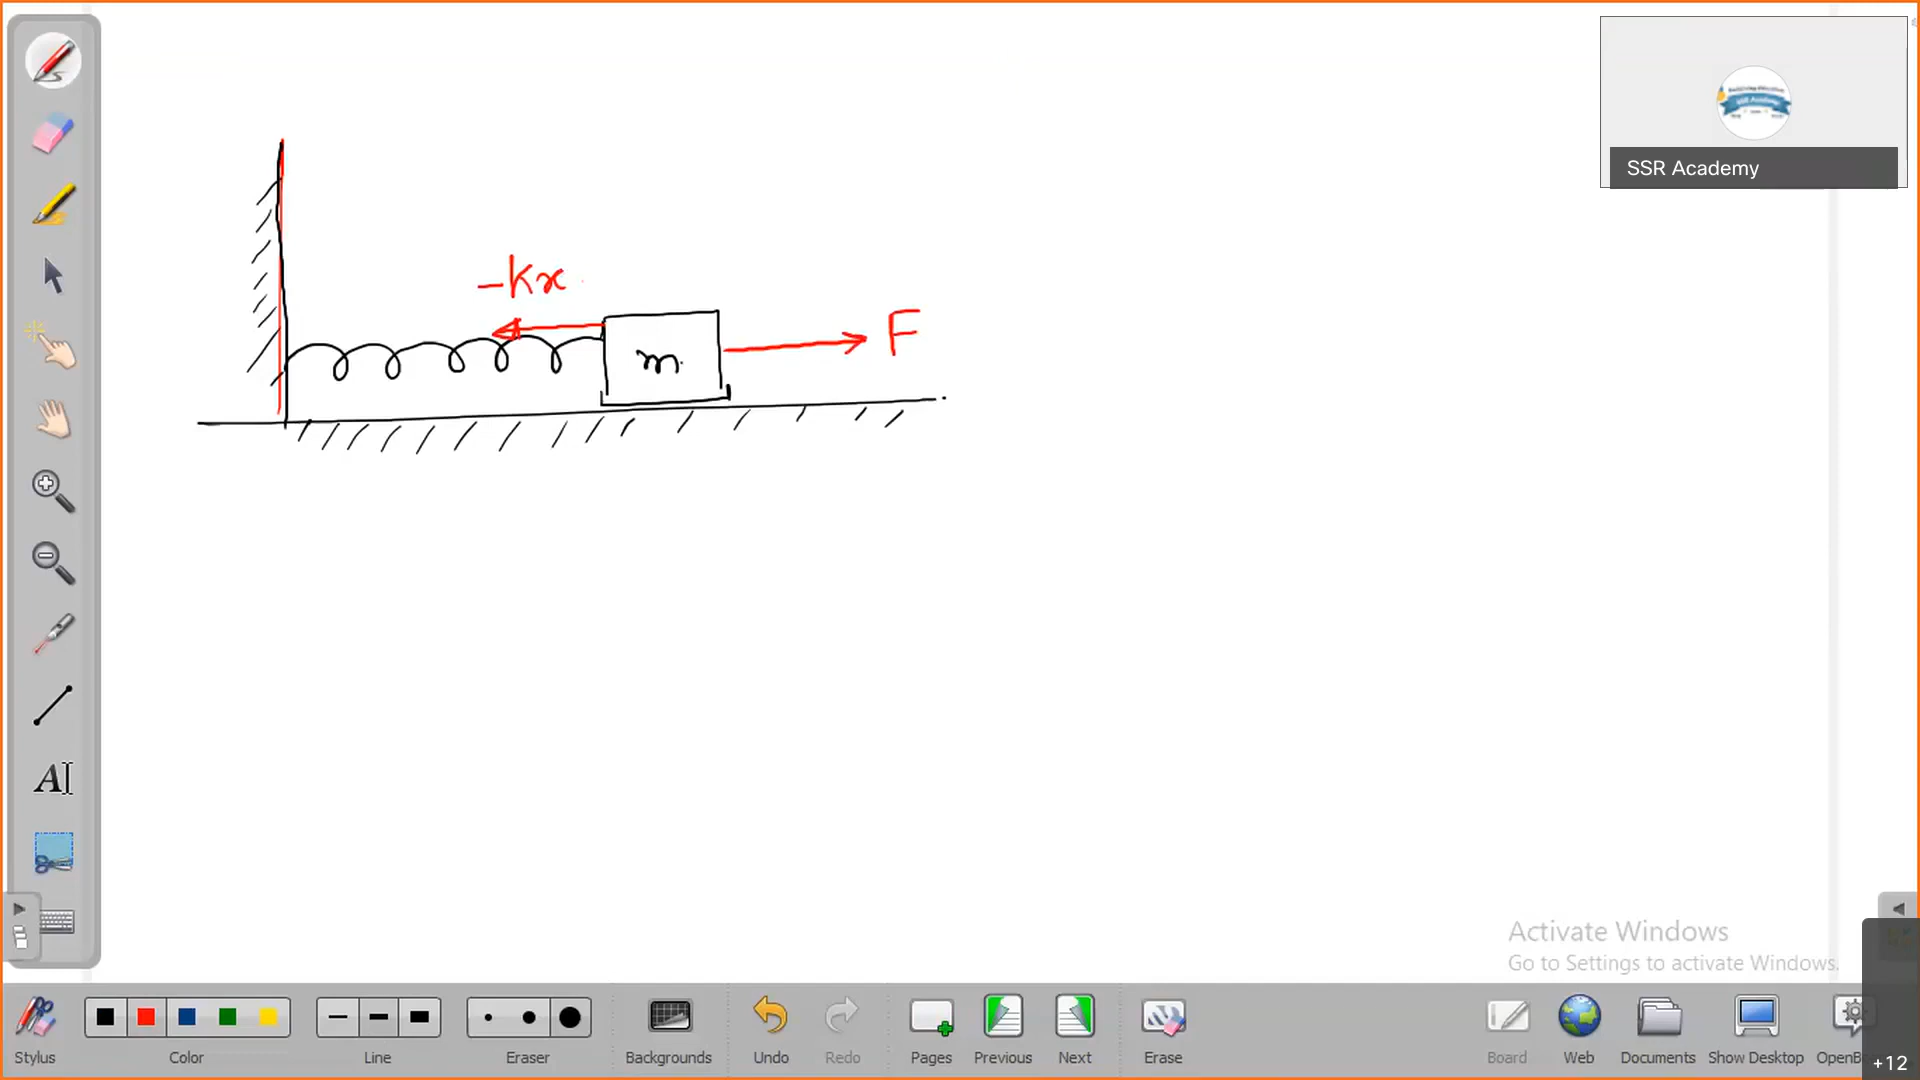 SSR Academy
-Kx
m
F
Activate Windows
Go to Settings to activate Windows.
Stylus
Color
Line
Eraser
Backgrounds
Undo
Redo
Pages
Previous
Next
Erase
Board
Web
Documents
Show Desktop
+12